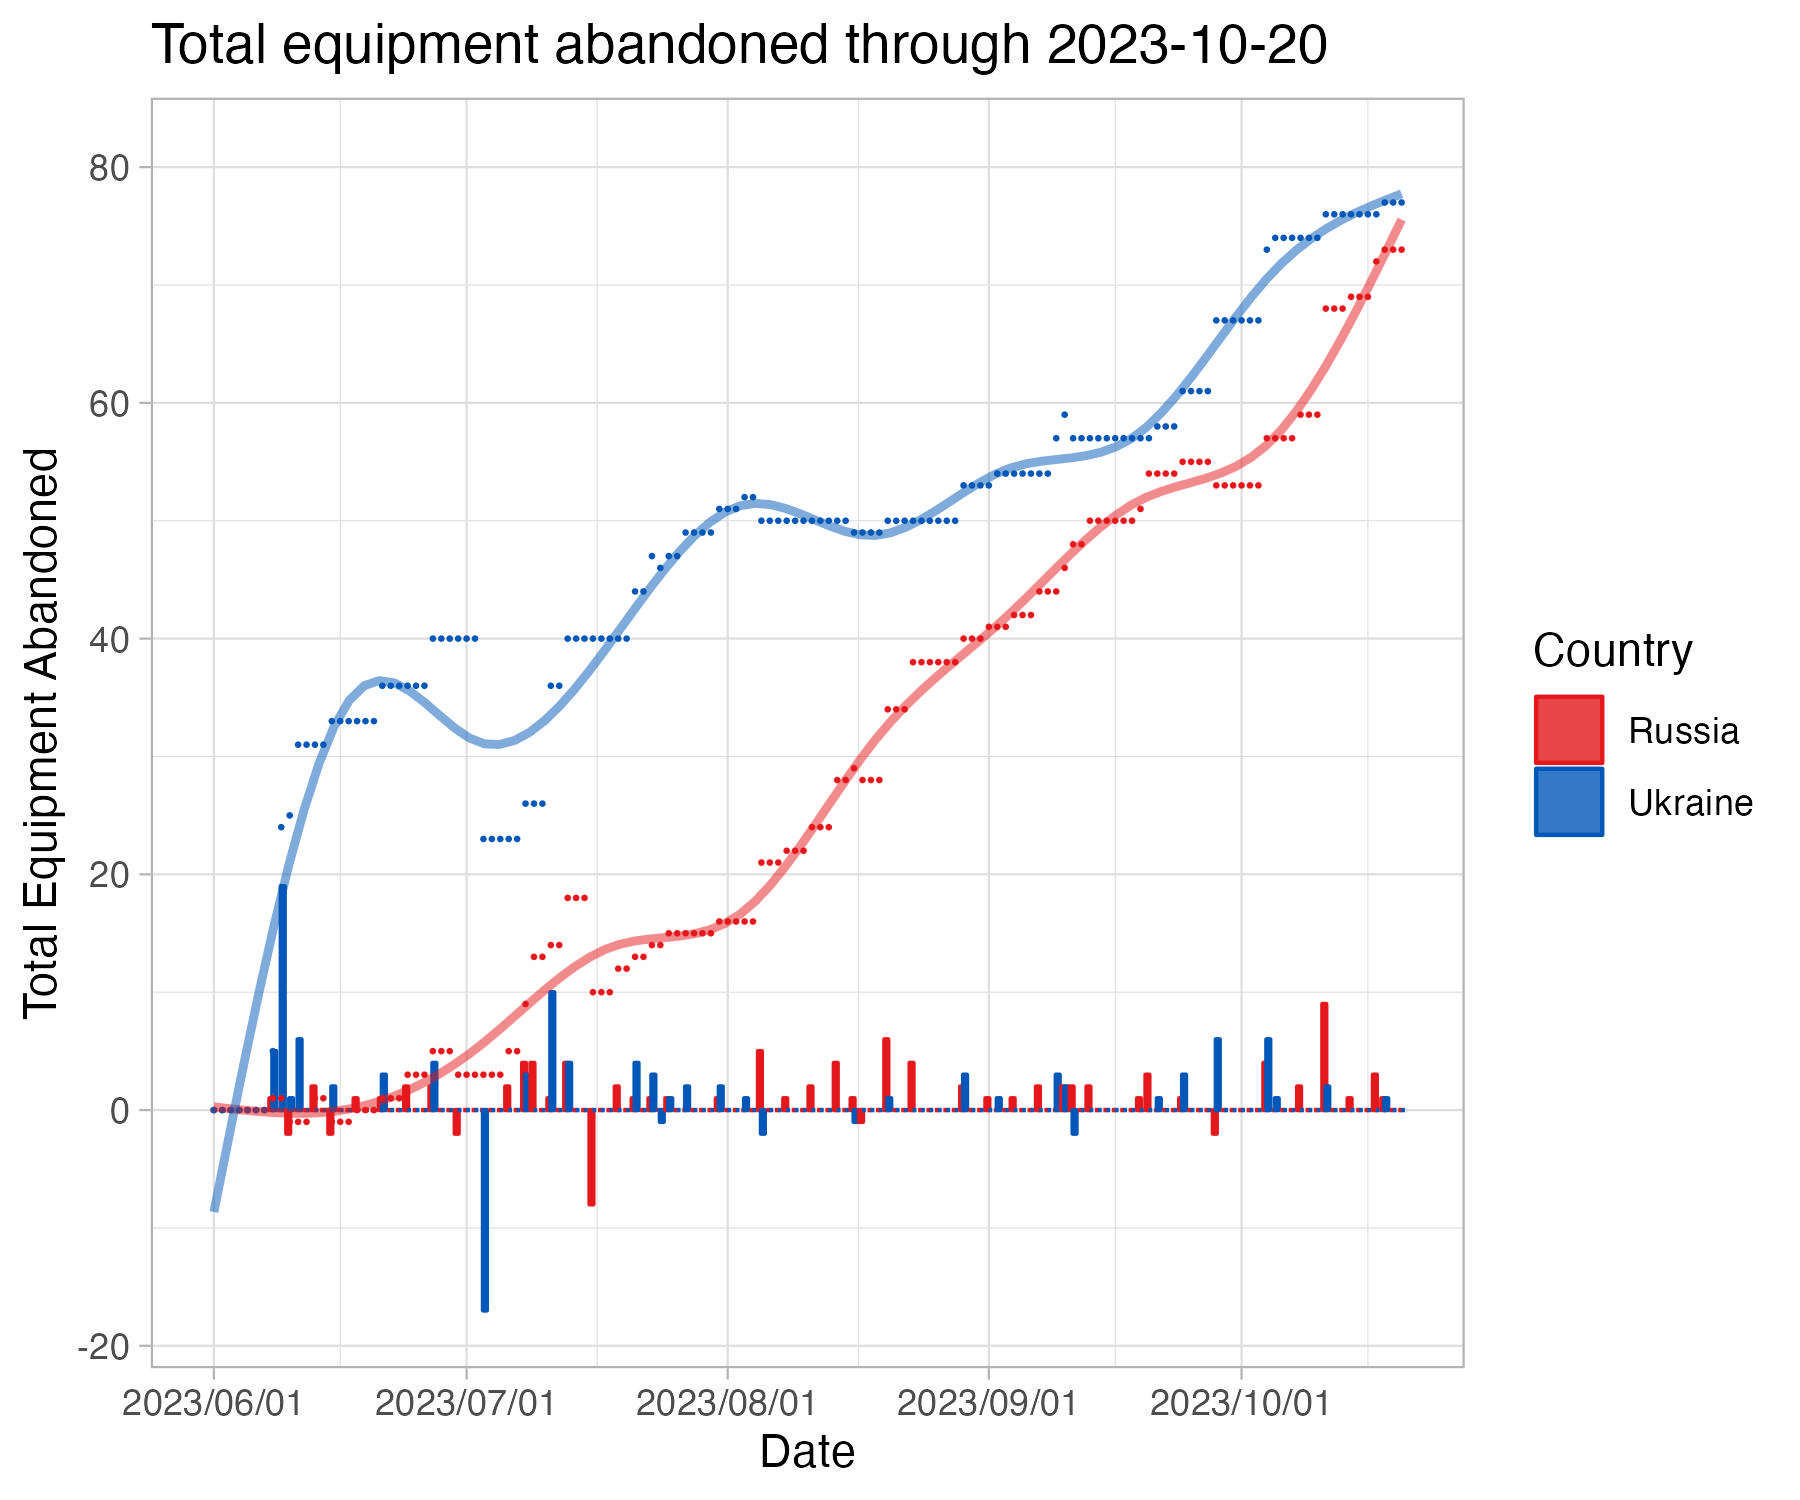 Total equipment abandoned through 2023-10-20
Total Equipment Abandoned
80
60
40
20
0
-20
2023/06/01
2023/07/01
2023/08/01
2023/09/01
2023/10/01
Date
Country
Russia
Ukraine